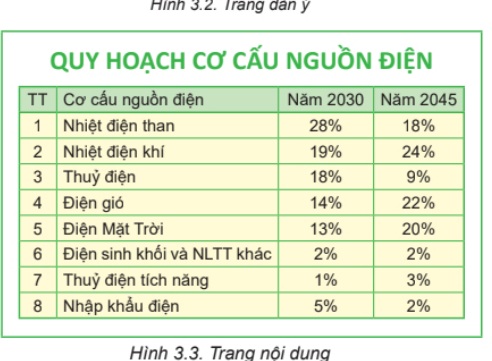 Hình 3.2. Trang dàn ý
QUY HOẠCH CƠ CẤU NGUỒN ĐIỆN
TT Cơ cấu nguồn điện Năm 2030 Năm 2045
1 Nhiệt điện than 28% 18%
2 Nhiệt điện khí 19% 24%
3 Thuỷ điện 18% 9%
4 Điện gió 14% 22%
5 Điện Mặt Trời 13% 20%
6 Điện sinh khối và NLTT khác 2% 2%
7 Thuỷ điện tích năng 1% 3%
8 Nhập khẩu điện 5% 2%
Hình 3.3. Trang nội dung